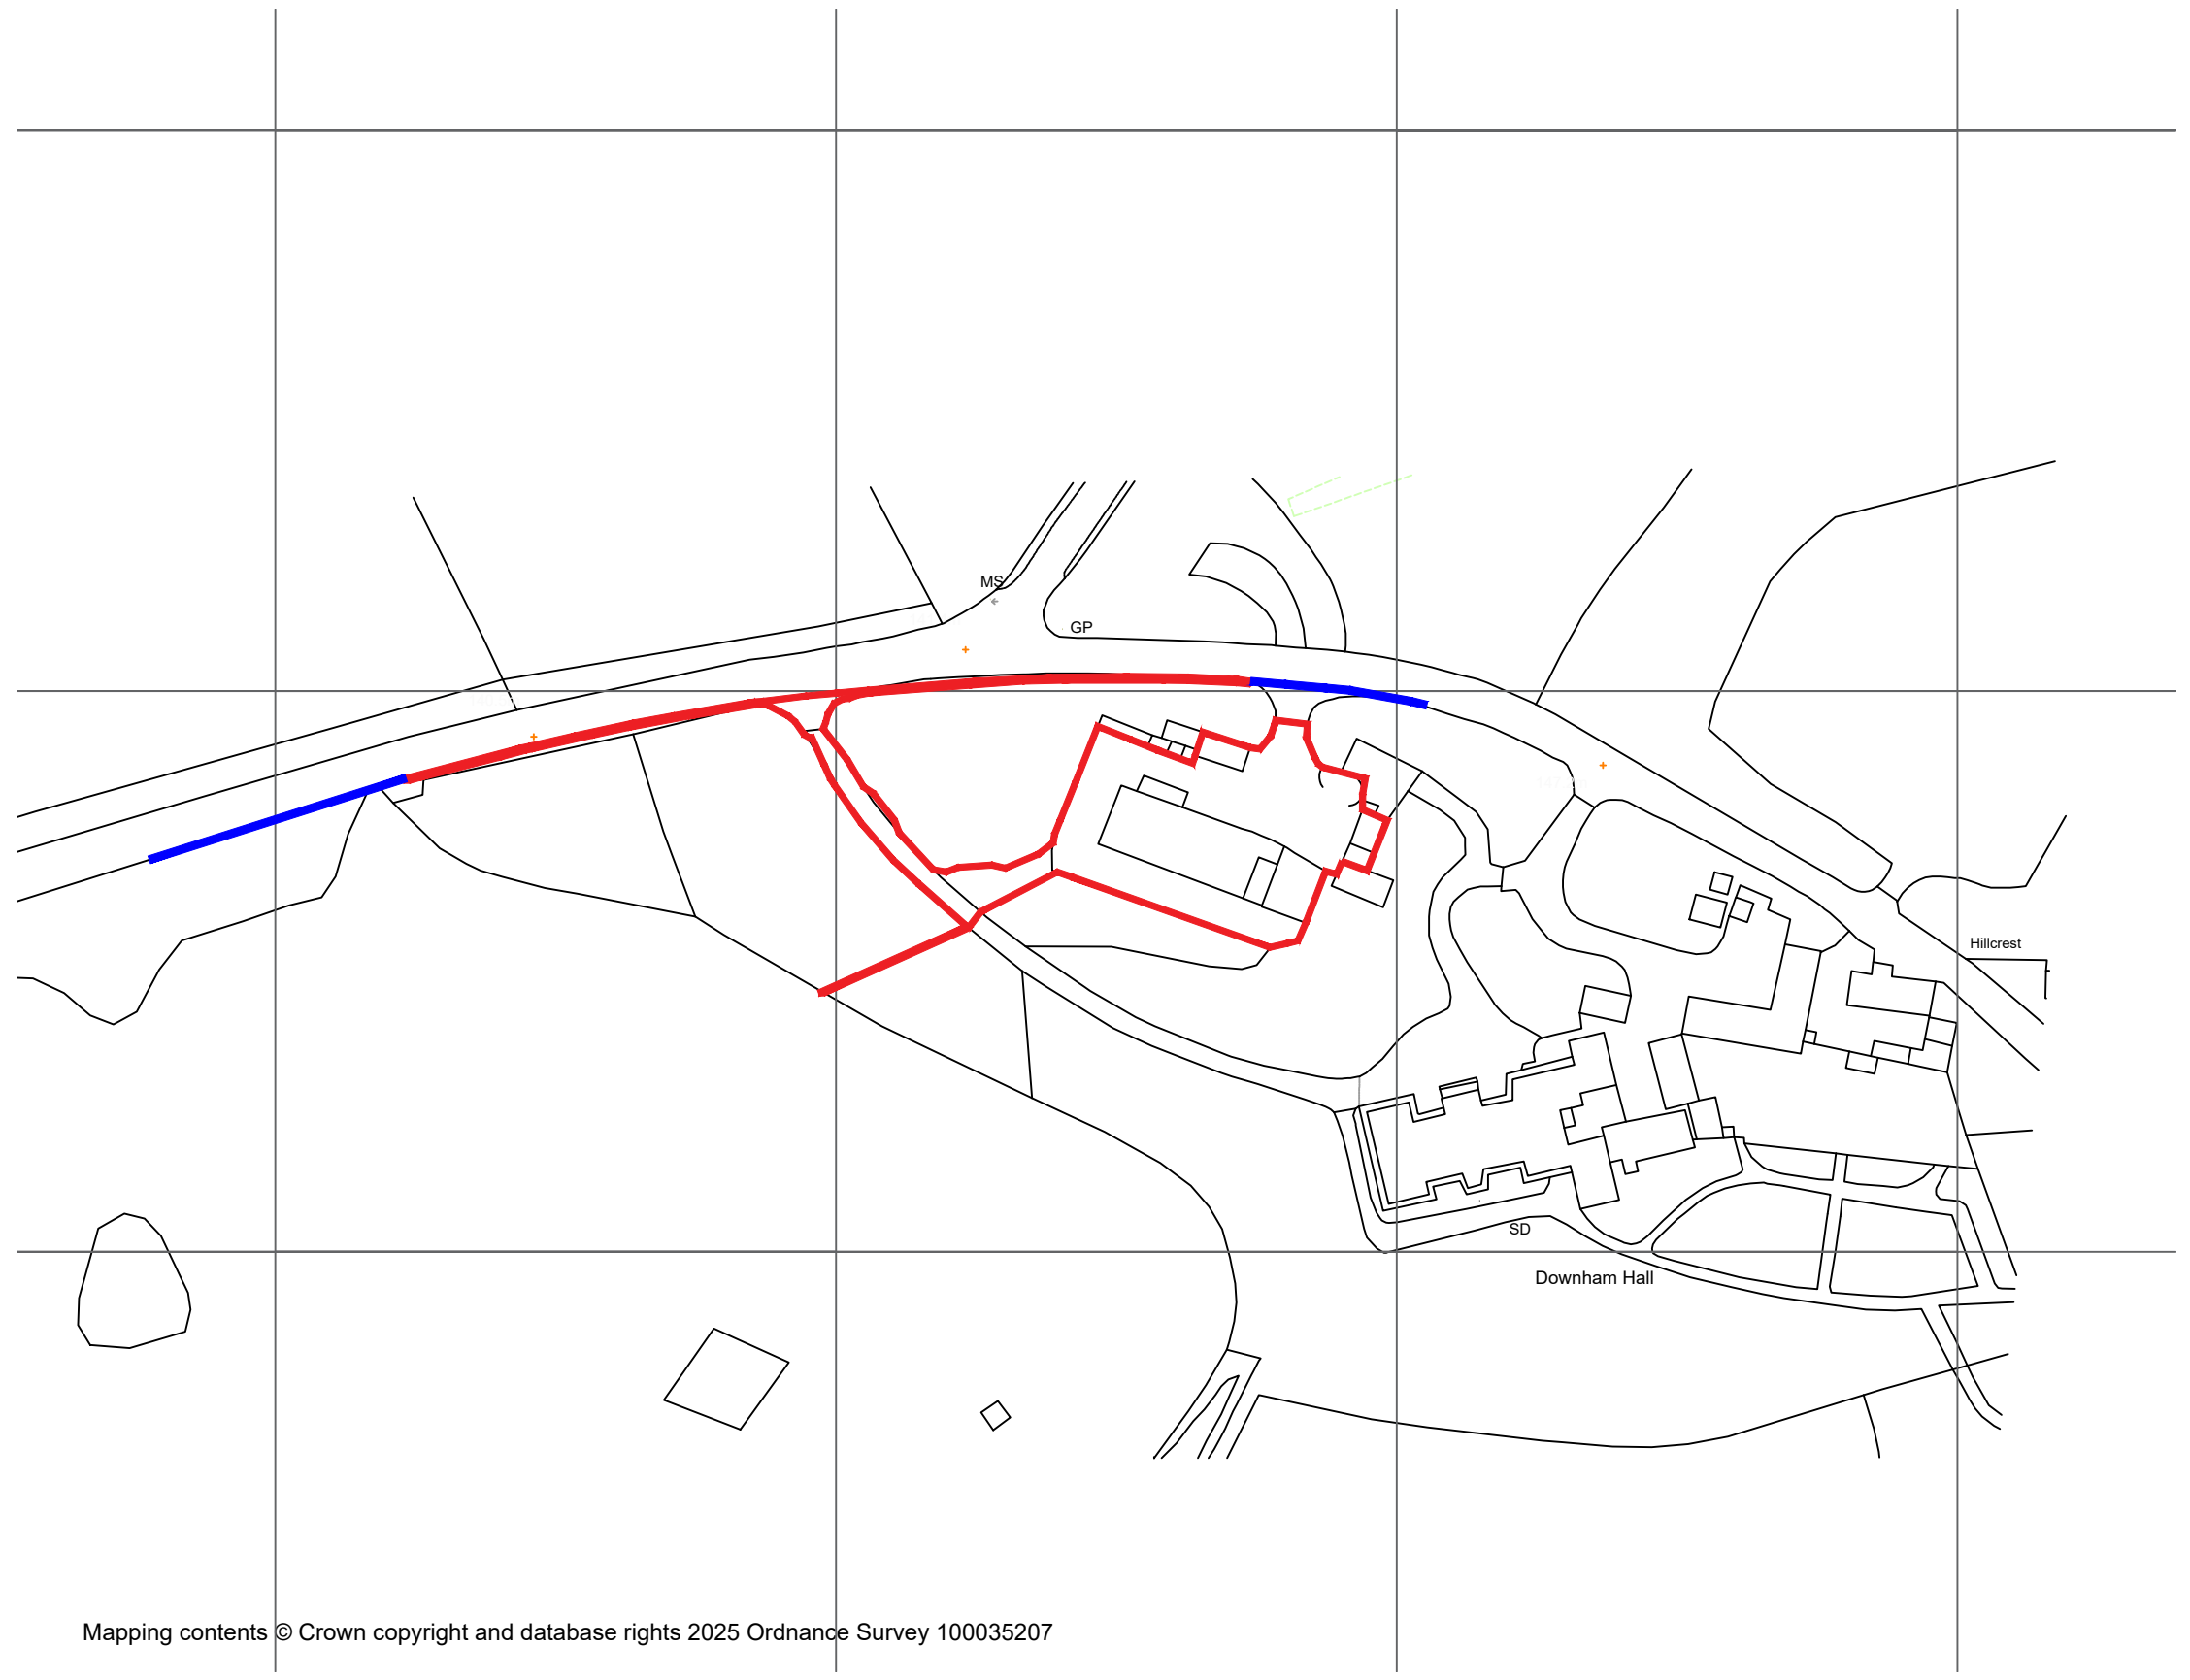 MS
GP
Hillcrest
SD
Downham Hall
Mapping contents © Crown copyright and database rights 2025 Ordnance Survey 100035207